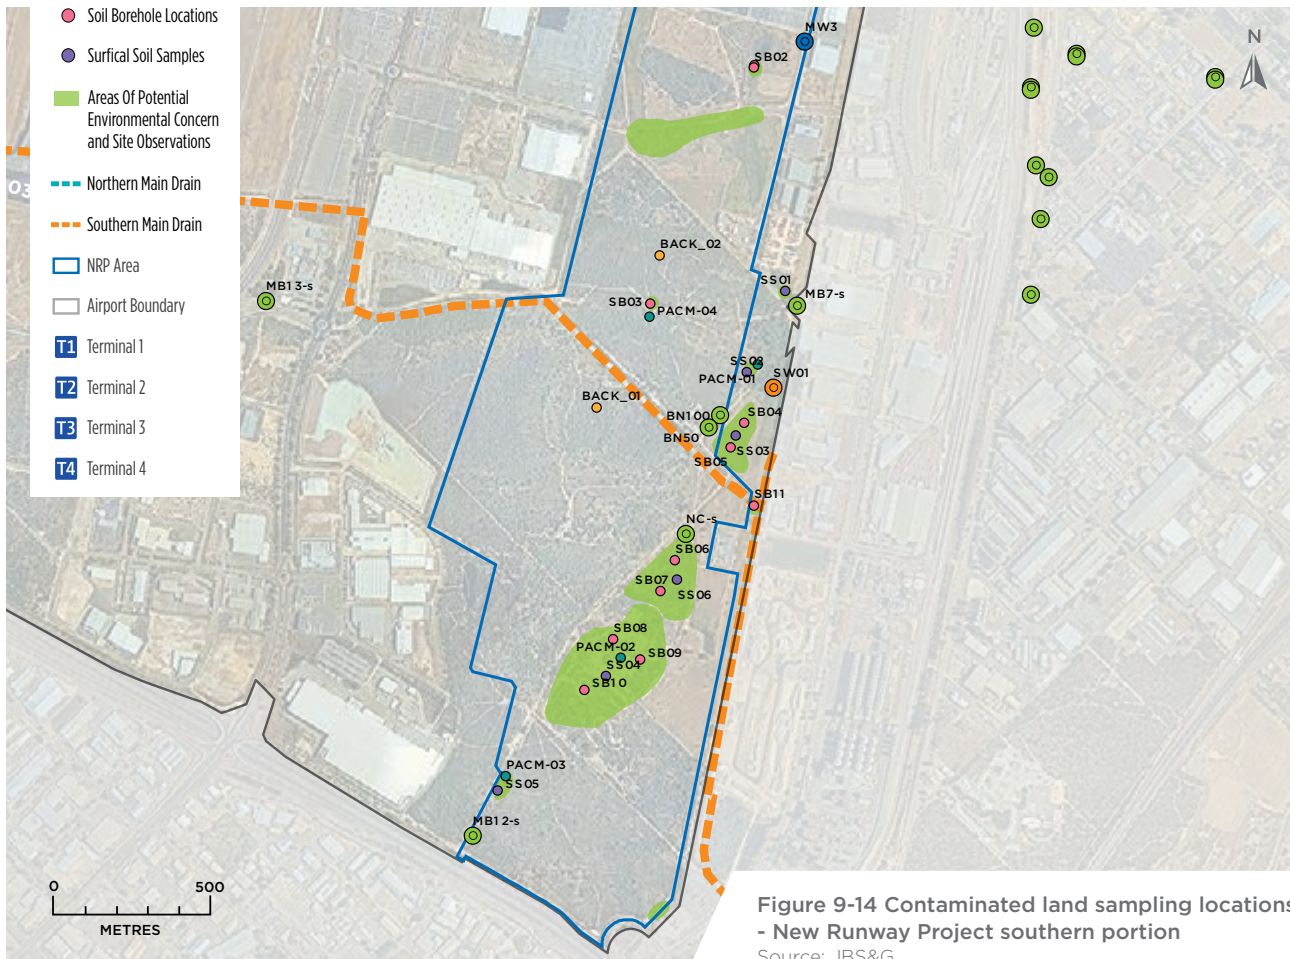 Soil Borehole Locations
Surfical Soil Samples
Areas Of Potential
Environmental Concern
and Site Observations
Northern Main Drain
Southern Main Drain
NRP Area
Airport Boundary
T1 Terminal 1
T2 Terminal 2
T3 Terminal 3
T4 Terminal 4
03
MW3
SB02
N
BACK_02
SS01
MB13-s
SB03
MB7-s
PACM-04
SS02
SW01
PACM-01
BACK_01
SB04
BN100
BN50
SS03
SB05
SB11
NC-s
SB06
SB07
SS06
SB08
PACM-02
SB09
SS04
SB10
PACM-03
SS05
MB12-s
0 500
METRES
Figure 9-14 Contaminated land sampling locations
- New Runway Project southern portion
Source: JBS&G